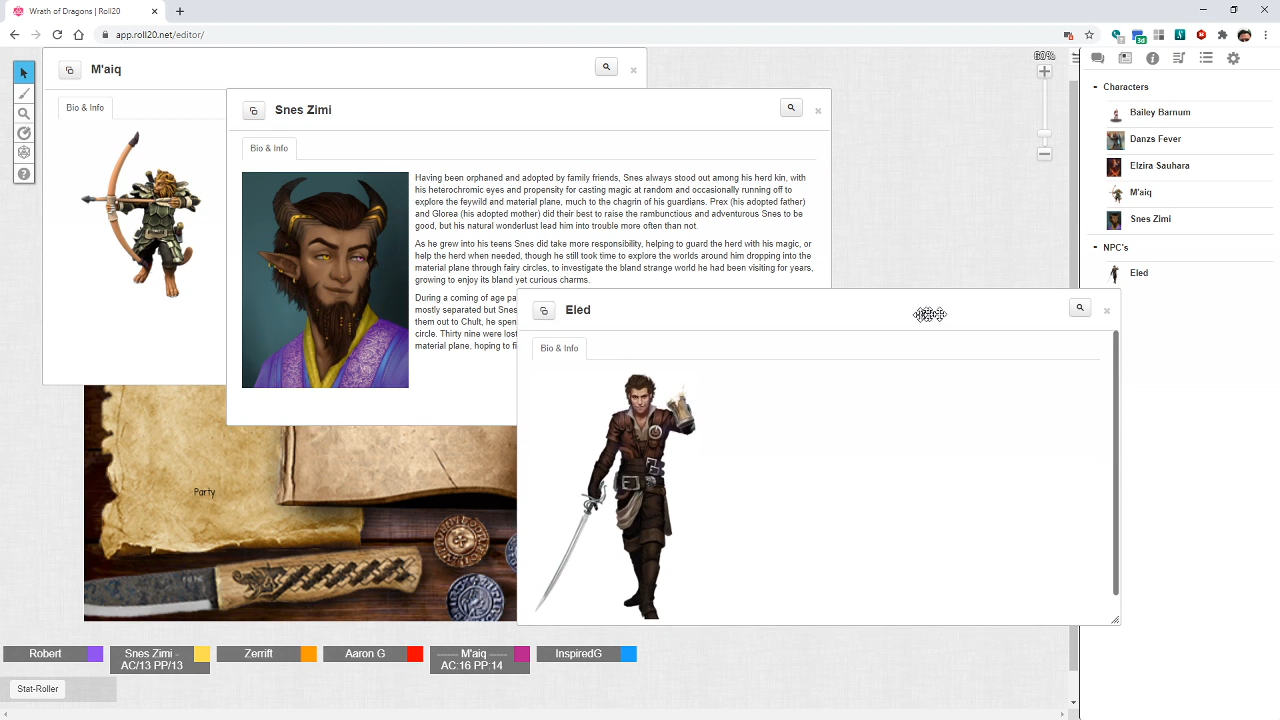 Wrath of Dragons | Roll20
app.roll20.net/editor/
60%
M'aiq
Bio & Info
Snes Zimi
Bio & Info
Having been orphaned and adopted by family friends, Snes always stood out among his herd kin, with
his heterochromic eyes and propensity for casting magic at random and occasionally running off to
explore the feywild and material plane, much to the chagrin of his guardians. Prex (his adopted father)
and Glorea (his adopted mother) did their best to raise the rambunctious and adventurous Snes to be
good, but his natural wonderlust lead him into trouble more often than not.
As he grew into his teens Snes did take more responsibility, helping to guard the herd with his magic, or
help the herd when needed, though he still took time to explore the worlds around him dropping into the
material plane through fairy circles, to investigate the bland strange world he had been visiting for years,
growing to enjoy its bland yet curious charms.
During a coming of age pa
mostly separated but Snes
them out to Chult, he spen
circle. Thirty nine were lost
material plane, hoping to fi
Eled
Bio & Info
Party
Characters
Bailey Barnum
Danzs Fever
Elzira Sauhara
M'aiq
Snes Zimi
NPC's
Eled
Robert
Snes Zimi -
AC/13 PP/13
Zerrift
Aaron G
------ M'aiq ------
AC:16 PP:14
InspiredG
Stat-Roller